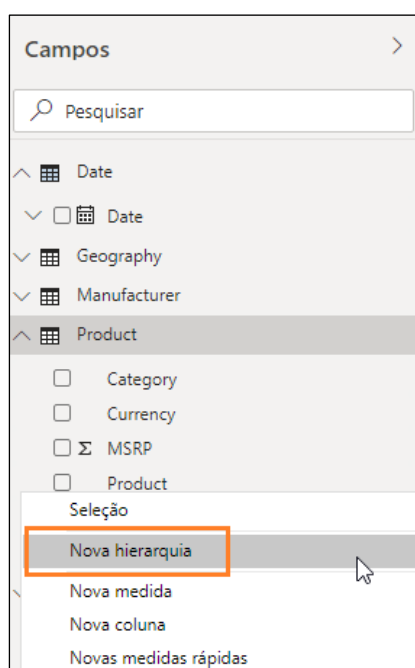 Campos
Pesquisar
Date
Date
Geography
Manufacturer
Product
Category
Currency
Σ MSRP
Product
Seleção
Nova hierarquia
Nova medida
Nova coluna
Novas medidas rápidas